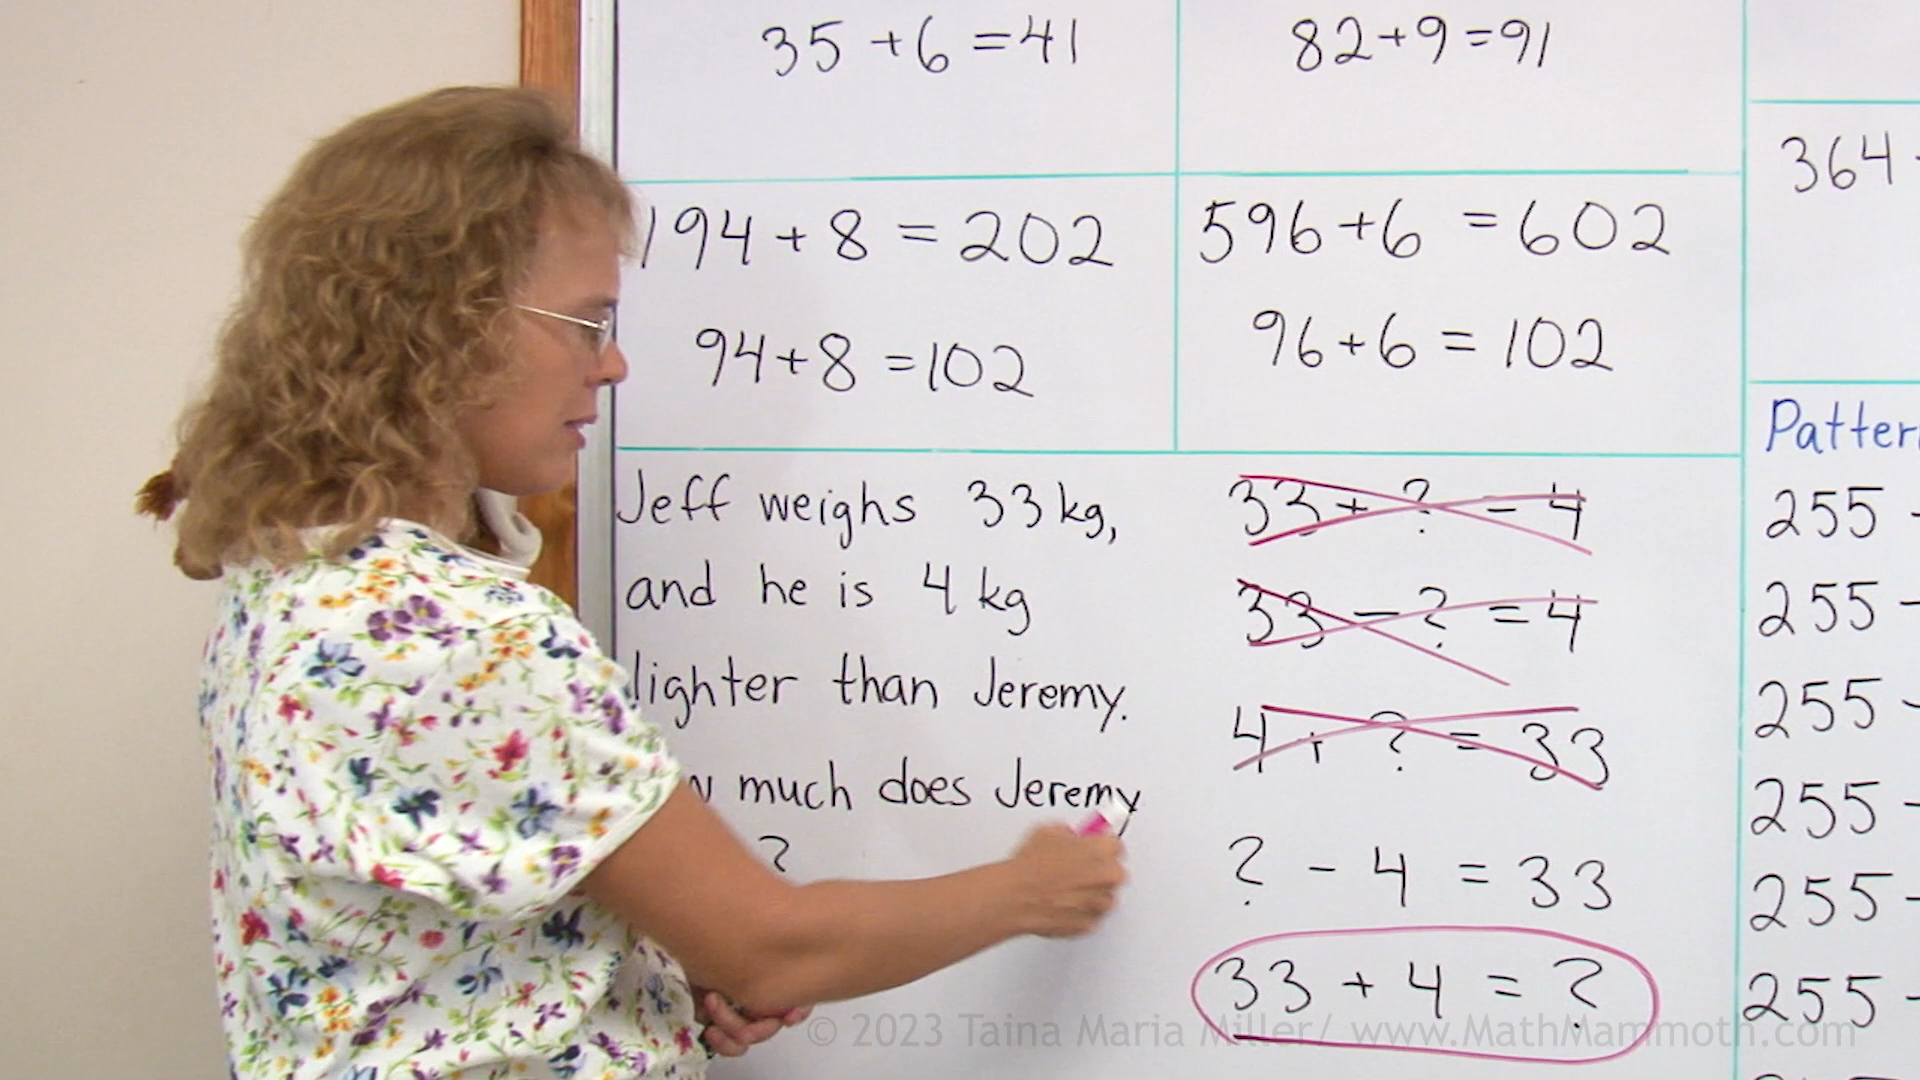 35 + 6 = 41
82 + 9 = 91
194 + 8 = 202
94 + 8 = 102
596 + 6 = 602
96 + 6 = 102
Jeff weighs 33 kg,
and he is 4 kg
lighter than Jeremy.
much does Jeremy
?
33 + ? = 4
33 - ? = 4
4 + ? = 33
? - 4 = 33
33 + 4 = ?
364 -
255 -
255 -
255 -
255 -
255 -
255 -
© 2023 Taina Maria Miller/ www.MathMammoth.com